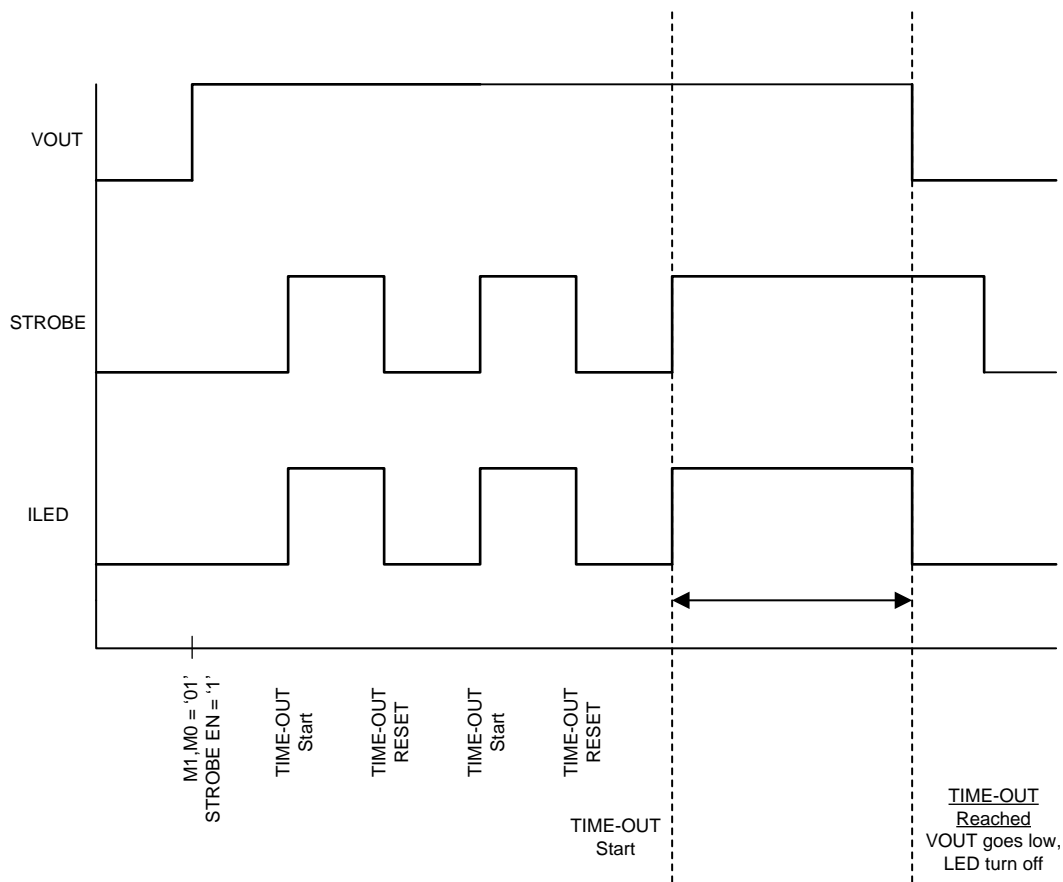 VOUT
STROBE
ILED
M1,M0 = ‘01’
STROBE EN = ‘1’
TIME-OUT
Start
TIME-OUT
RESET
TIME-OUT
Start
TIME-OUT
RESET
TIME-OUT
Start
TIME-OUT
Reached
VOUT goes low,
LED turn off